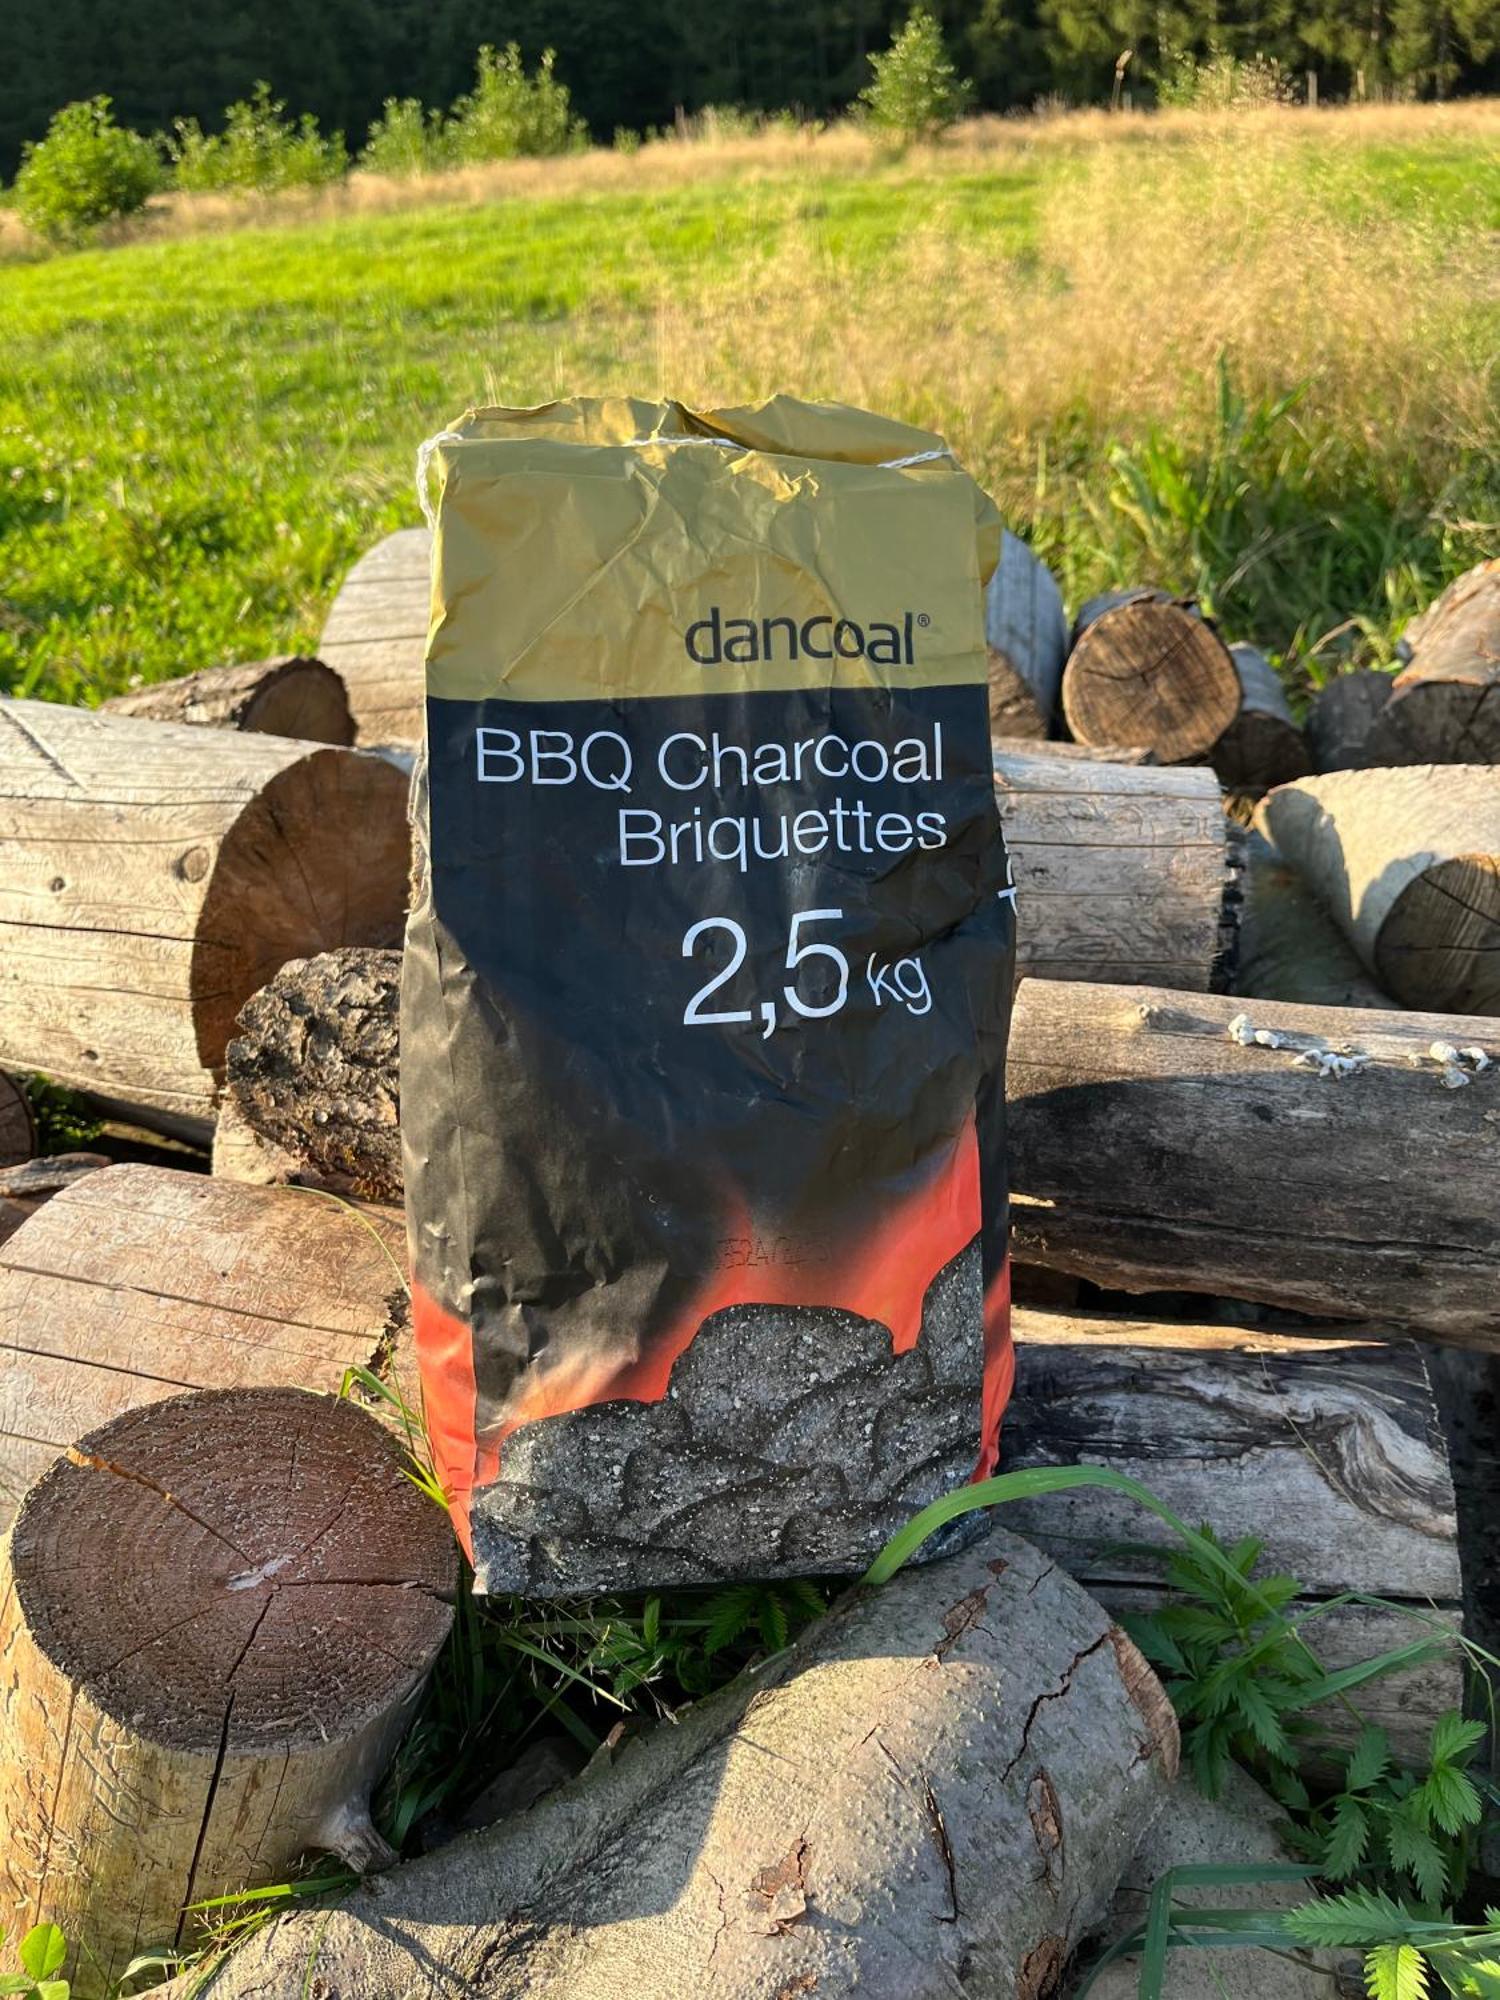 dancoal®
BBQ Charcoal
Briquettes
2,5 kg